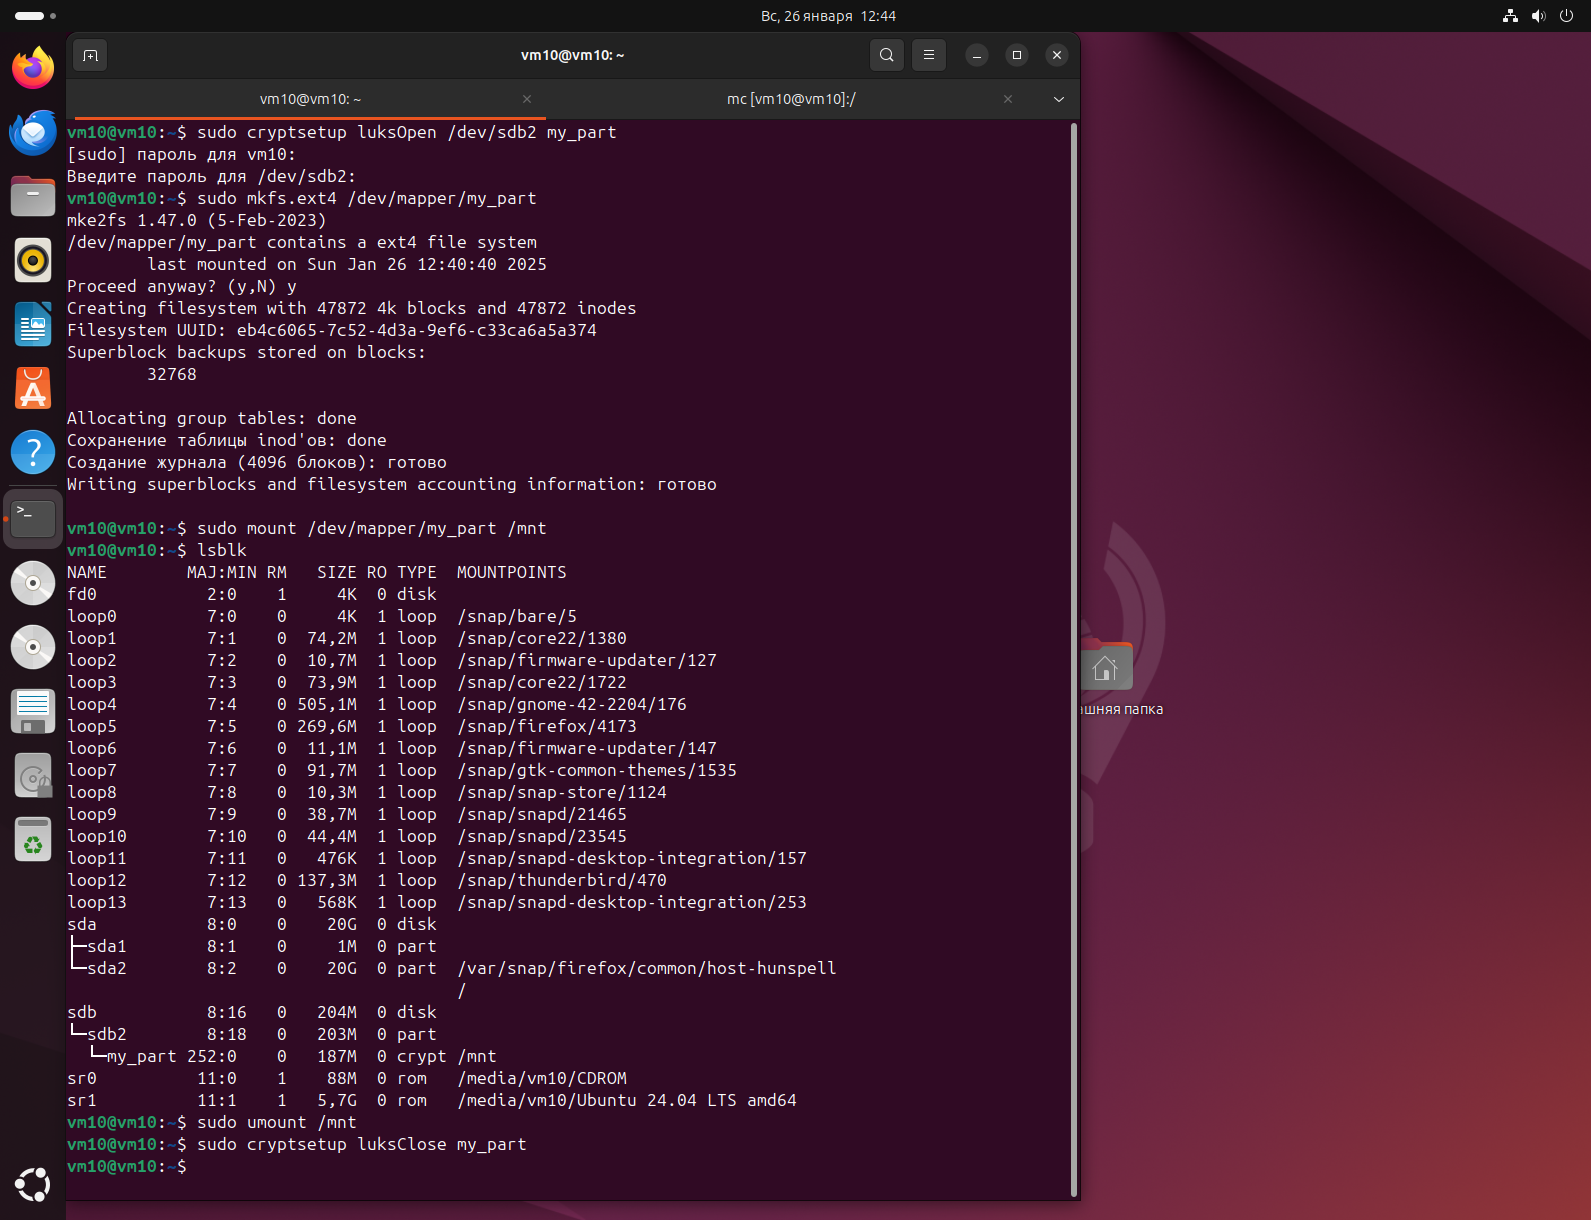 Вс, 26 января 12:44
vm10@vm10: ~
vm10@vm10: ~
mc [vm10@vm10]:/
vm10@vm10:~$ sudo cryptsetup luksOpen /dev/sdb2 my_part
[sudo] пароль для vm10:
Введите пароль для /dev/sdb2:
vm10@vm10:~$ sudo mkfs.ext4 /dev/mapper/my_part
mke2fs 1.47.0 (5-Feb-2023)
/dev/mapper/my_part contains a ext4 file system
        last mounted on Sun Jan 26 12:40:40 2025
Proceed anyway? (y,N) y
Creating filesystem with 47872 4k blocks and 47872 inodes
Filesystem UUID: eb4c6065-7c52-4d3a-9ef6-c33ca6a5a374
Superblock backups stored on blocks:
        32768
Allocating group tables: done
Сохранение таблицы inod'ов: done
Создание журнала (4096 блоков): готово
Writing superblocks and filesystem accounting information: готово
vm10@vm10:~$ sudo mount /dev/mapper/my_part /mnt
vm10@vm10:~$ lsblk
NAME        MAJ:MIN RM   SIZE RO TYPE  MOUNTPOINTS
fd0           2:0    1     4K  0 disk
loop0         7:0    0     4K  1 loop  /snap/bare/5
loop1         7:1    0  74,2M  1 loop  /snap/core22/1380
loop2         7:2    0  10,7M  1 loop  /snap/firmware-updater/127
loop3         7:3    0  73,9M  1 loop  /snap/core22/1722
loop4         7:4    0 505,1M  1 loop  /snap/gnome-42-2204/176
loop5         7:5    0 269,6M  1 loop  /snap/firefox/4173
loop6         7:6    0  11,1M  1 loop  /snap/firmware-updater/147
loop7         7:7    0  91,7M  1 loop  /snap/gtk-common-themes/1535
loop8         7:8    0  10,3M  1 loop  /snap/snap-store/1124
loop9         7:9    0  38,7M  1 loop  /snap/snapd/21465
loop10        7:10   0  44,4M  1 loop  /snap/snapd/23545
loop11        7:11   0   476K  1 loop  /snap/snapd-desktop-integration/157
loop12        7:12   0 137,3M  1 loop  /snap/thunderbird/470
loop13        7:13   0   568K  1 loop  /snap/snapd-desktop-integration/253
sda           8:0    0    20G  0 disk
├─sda1        8:1    0     1M  0 part
└─sda2        8:2    0    20G  0 part  /var/snap/firefox/common/host-hunspell
                                       /
sdb           8:16   0   204M  0 disk
└─sdb2        8:18   0   203M  0 part
  └─my_part 252:0    0   187M  0 crypt /mnt
sr0          11:0    1    88M  0 rom   /media/vm10/CDROM
sr1          11:1    1   5,7G  0 rom   /media/vm10/Ubuntu 24.04 LTS amd64
vm10@vm10:~$ sudo umount /mnt
vm10@vm10:~$ sudo cryptsetup luksClose my_part
vm10@vm10:~$
ашняя папка